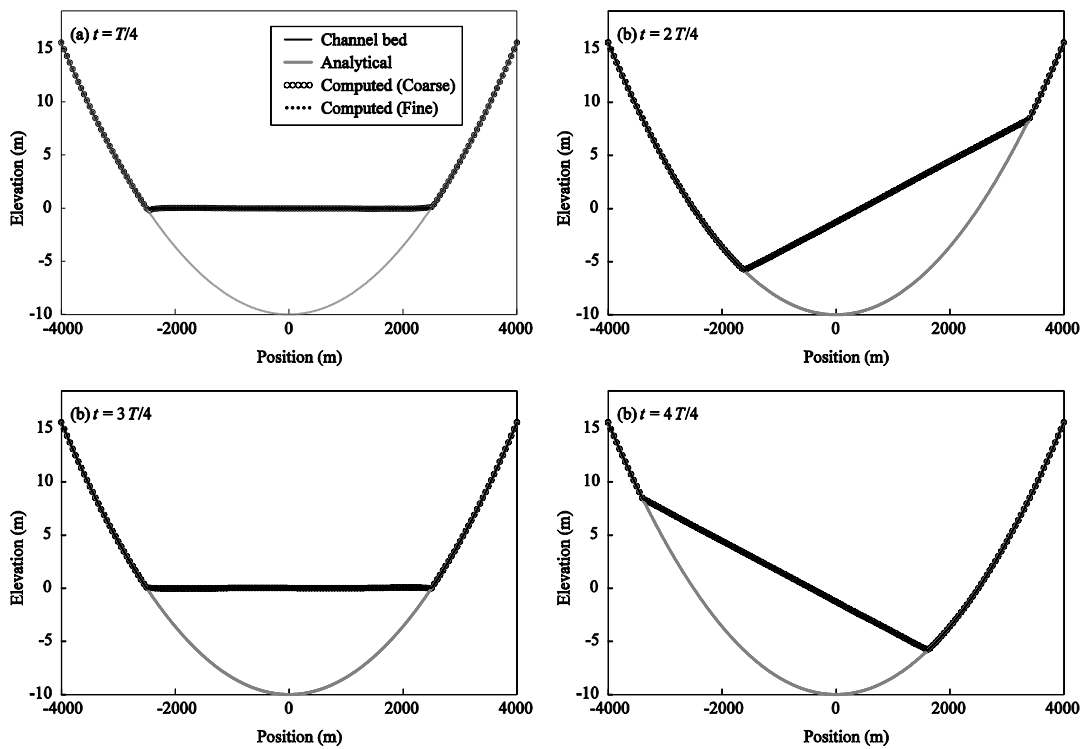 (a) t = T/4
Channel bed
Analytical
Computed (Coarse)
Computed (Fine)
15
10
5
0
-5
-10
Elevation (m)
-4000 -2000 0 2000 4000
Position (m)
(b) t = 2 T/4
15
10
5
0
-5
-10
Elevation (m)
-4000 -2000 0 2000 4000
Position (m)
(b) t = 3 T/4
15
10
5
0
-5
-10
Elevation (m)
-4000 -2000 0 2000 4000
Position (m)
(b) t = 4 T/4
15
10
5
0
-5
-10
Elevation (m)
-4000 -2000 0 2000 4000
Position (m)